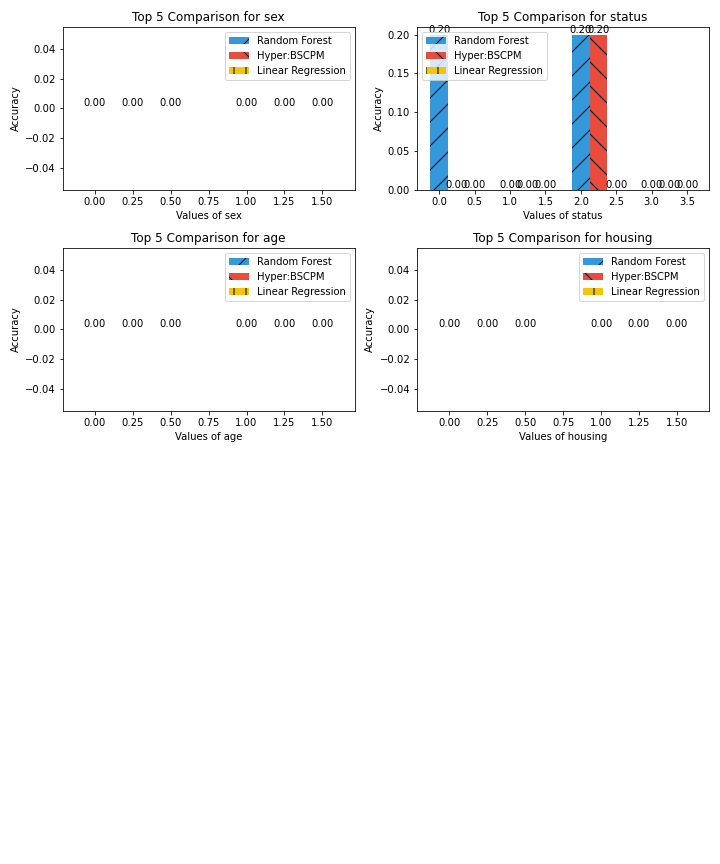 Top 5 Comparison for sex
Accuracy
0.04
0.02
0.00
−0.02
−0.04
Random Forest
Hyper:BSCPM
Linear Regression
0.00 0.00 0.00 0.00 0.00 0.00
0.00 0.25 0.50 0.75 1.00 1.25 1.50
Values of sex
Top 5 Comparison for status
Accuracy
0.20
0.15
0.10
0.05
0.00
0.20 0.20 0.20
Random Forest
Hyper:BSCPM
Linear Regression
0.00 0.00 0.00 0.00 0.00 0.00 0.00 0.00 0.00
0.0 0.5 1.0 1.5 2.0 2.5 3.0 3.5
Values of status
Top 5 Comparison for age
Accuracy
0.04
0.02
0.00
−0.02
−0.04
Random Forest
Hyper:BSCPM
Linear Regression
0.00 0.00 0.00 0.00 0.00 0.00
0.00 0.25 0.50 0.75 1.00 1.25 1.50
Values of age
Top 5 Comparison for housing
Accuracy
0.04
0.02
0.00
−0.02
−0.04
Random Forest
Hyper:BSCPM
Linear Regression
0.00 0.00 0.00 0.00 0.00 0.00
0.00 0.25 0.50 0.75 1.00 1.25 1.50
Values of housing